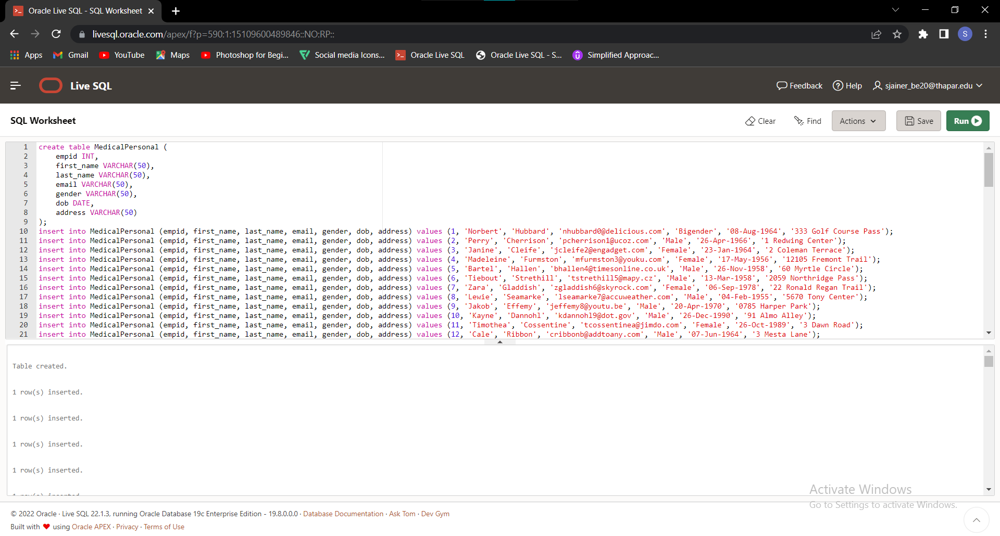 Oracle Live SQL - SQL Worksheet
livesql.oracle.com/apex/f?p=590:1:15109600489846::NO:RP::
S
Apps Gmail YouTube Maps Photoshop for Begi... Social media Icons... Oracle Live SQL Oracle Live SQL - S... Simplified Approac...
Live SQL Feedback Help sjainer_be20@thapar.edu
SQL Worksheet Clear Find Actions Save Run
1 create table MedicalPersonal (
2 empid INT,
3 first_name VARCHAR(50),
4 last_name VARCHAR(50),
5 email VARCHAR(50),
6 gender VARCHAR(50),
7 dob DATE,
8 address VARCHAR(50)
9 );
10 insert into MedicalPersonal (empid, first_name, last_name, email, gender, dob, address) values (1, 'Norbert', 'Hubbard', 'nhubbard0@delicious.com', 'Bigender', '08-Aug-1964', '333 Golf Course Pass');
11 insert into MedicalPersonal (empid, first_name, last_name, email, gender, dob, address) values (2, 'Perry', 'Cherrison', 'pcherrison1@ucoz.com', 'Male', '26-Apr-1966', '1 Redwing Center');
12 insert into MedicalPersonal (empid, first_name, last_name, email, gender, dob, address) values (3, 'Janine', 'Cleife', 'jcleife2@engadget.com', 'Female', '23-Jan-1964', '2 Coleman Terrace');
13 insert into MedicalPersonal (empid, first_name, last_name, email, gender, dob, address) values (4, 'Madeleine', 'Furmston', 'mfurmston3@youku.com', 'Female', '17-May-1956', '12105 Fremont Trail');
14 insert into MedicalPersonal (empid, first_name, last_name, email, gender, dob, address) values (5, 'Bartel', 'Hallen', 'bhallen4@timesonline.co.uk', 'Male', '26-Nov-1958', '60 Myrtle Circle');
15 insert into MedicalPersonal (empid, first_name, last_name, email, gender, dob, address) values (6, 'Tiebout', 'Strethill', 'tstrethill5@mapy.cz', 'Male', '13-Mar-1958', '2059 Northridge Pass');
16 insert into MedicalPersonal (empid, first_name, last_name, email, gender, dob, address) values (7, 'Zara', 'Gladdish', 'zgladdish6@skyrock.com', 'Female', '06-Sep-1978', '22 Ronald Regan Trail');
17 insert into MedicalPersonal (empid, first_name, last_name, email, gender, dob, address) values (8, 'Lewie', 'Seamarke', 'lseamarke7@accuweather.com', 'Male', '04-Feb-1955', '5670 Tony Center');
18 insert into MedicalPersonal (empid, first_name, last_name, email, gender, dob, address) values (9, 'Jakob', 'Effemy', 'jeffemy8@youtu.be', 'Male', '20-Apr-1970', '0785 Harper Park');
19 insert into MedicalPersonal (empid, first_name, last_name, email, gender, dob, address) values (10, 'Kayne', 'Dannohl', 'kdannohl9@dot.gov', 'Male', '26-Dec-1990', '91 Almo Alley');
20 insert into MedicalPersonal (empid, first_name, last_name, email, gender, dob, address) values (11, 'Timothea', 'Cossentine', 'tcossentinea@jimdo.com', 'Female', '26-Oct-1989', '3 Dawn Road');
21 insert into MedicalPersonal (empid, first_name, last_name, email, gender, dob, address) values (12, 'Cale', 'Ribbon', 'cribbonb@addtoany.com', 'Male', '07-Jun-1964', '3 Mesta Lane');
Table created.
1 row(s) inserted.
1 row(s) inserted.
1 row(s) inserted.
1 row(s) inserted.
Activate Windows
Go to Settings to activate Windows.
© 2022 Oracle · Live SQL 22.1.3, running Oracle Database 19c Enterprise Edition - 19.8.0.0.0 · Database Documentation · Ask Tom · Dev Gym
Built with ❤ using Oracle APEX · Privacy · Terms of Use